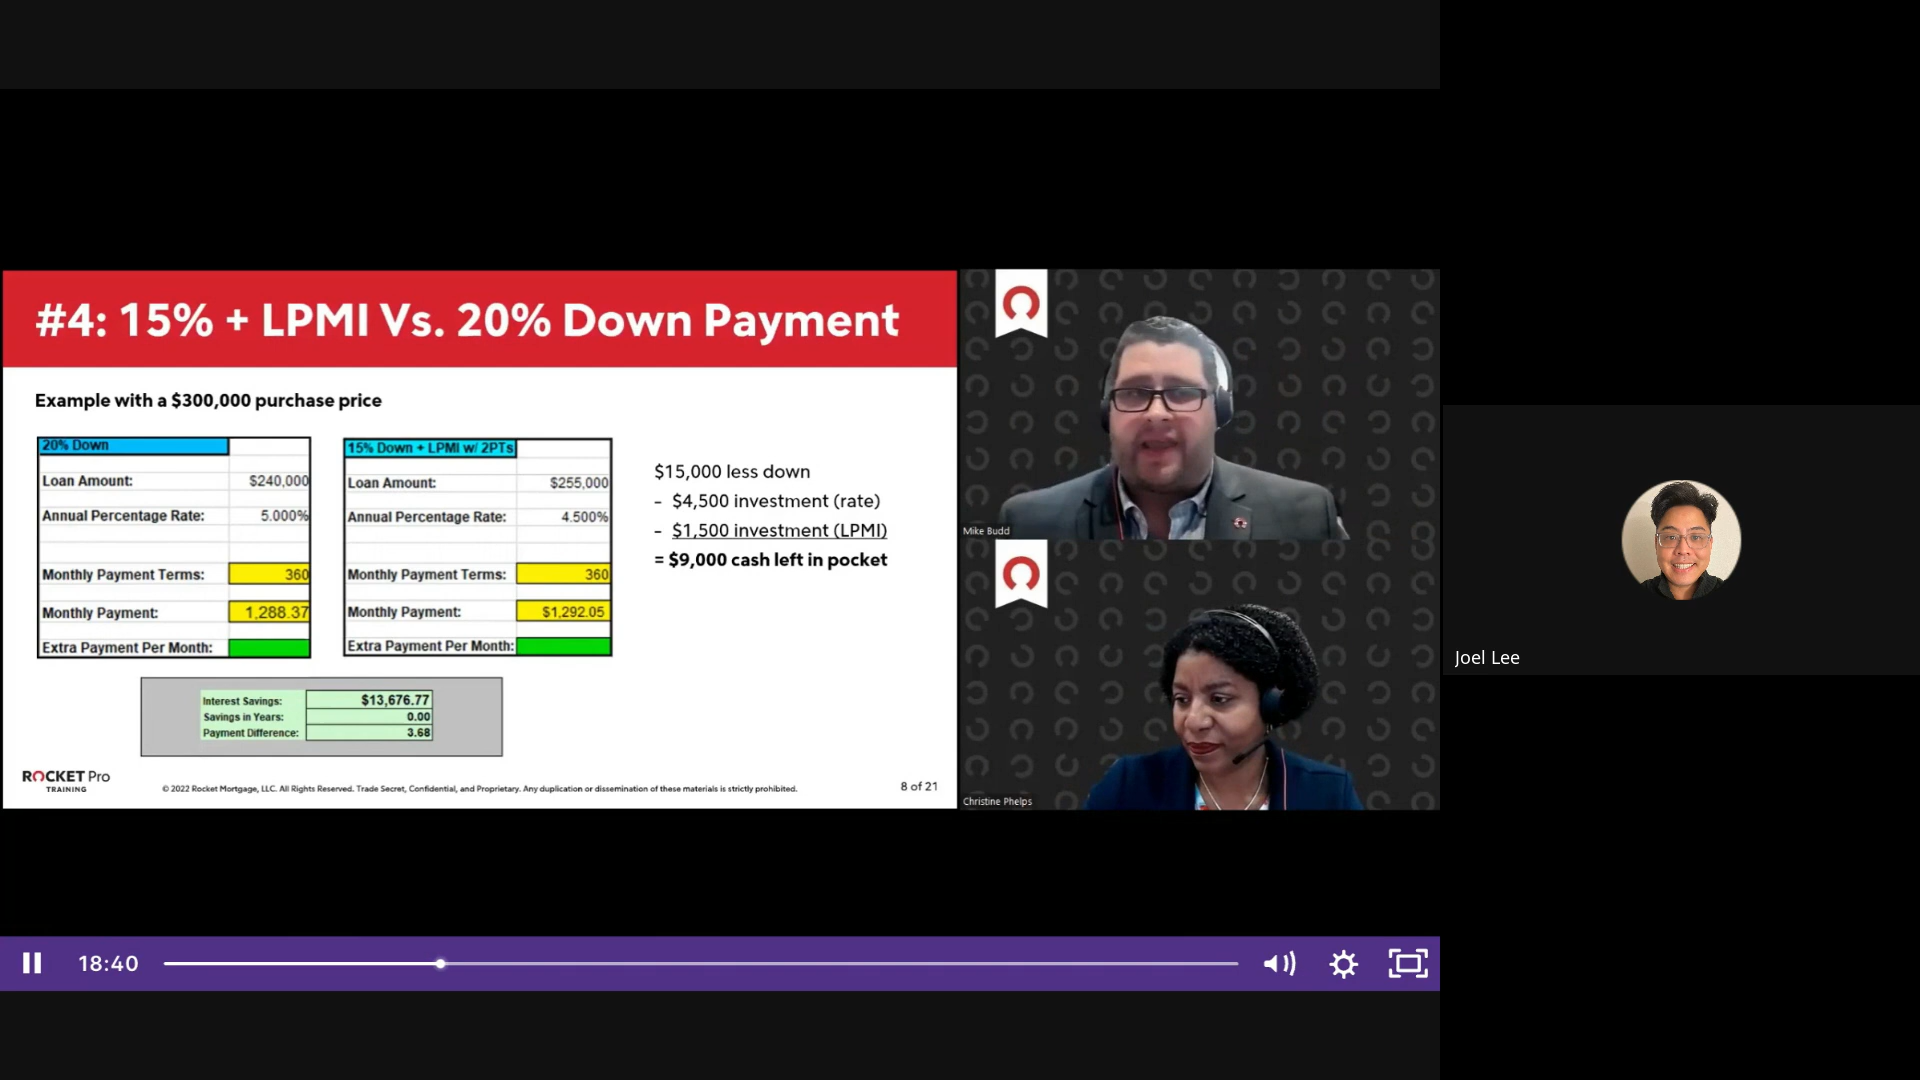 #4: 15% + LPMI Vs. 20% Down Payment
Example with a $300,000 purchase price
20% Down
Loan Amount: $240,000
Annual Percentage Rate: 5.000%
Monthly Payment Terms: 360
Monthly Payment: 1,288.37
Extra Payment Per Month:
15% Down + LPMI w/ 2PTs
Loan Amount: $255,000
Annual Percentage Rate: 4.500%
Monthly Payment Terms: 360
Monthly Payment: $1,292.05
Extra Payment Per Month:
$15,000 less down
- $4,500 investment (rate)
- $1,500 investment (LPMI)
= $9,000 cash left in pocket
Interest Savings: $13,676.77
Savings in Years: 0.00
Payment Difference: 3.68
ROCKET Pro
TRAINING
© 2022 Rocket Mortgage, LLC. All Rights Reserved. Trade Secret, Confidential, and Proprietary. Any duplication or dissemination of these materials is strictly prohibited.
8 of 21
Mike Budd
Christine Phelps
Joel Lee
18:40